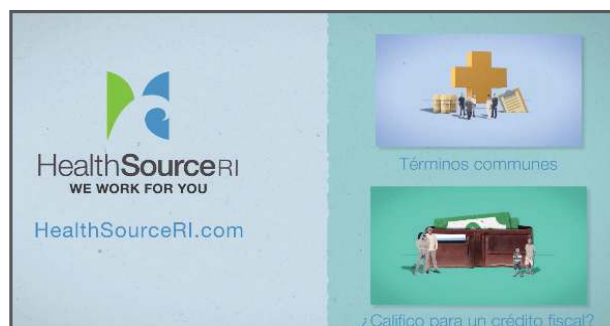 HealthSourceRI
WE WORK FOR YOU
HealthSourceRI.com
Términos communes
¿Califico para un crédito fiscal?